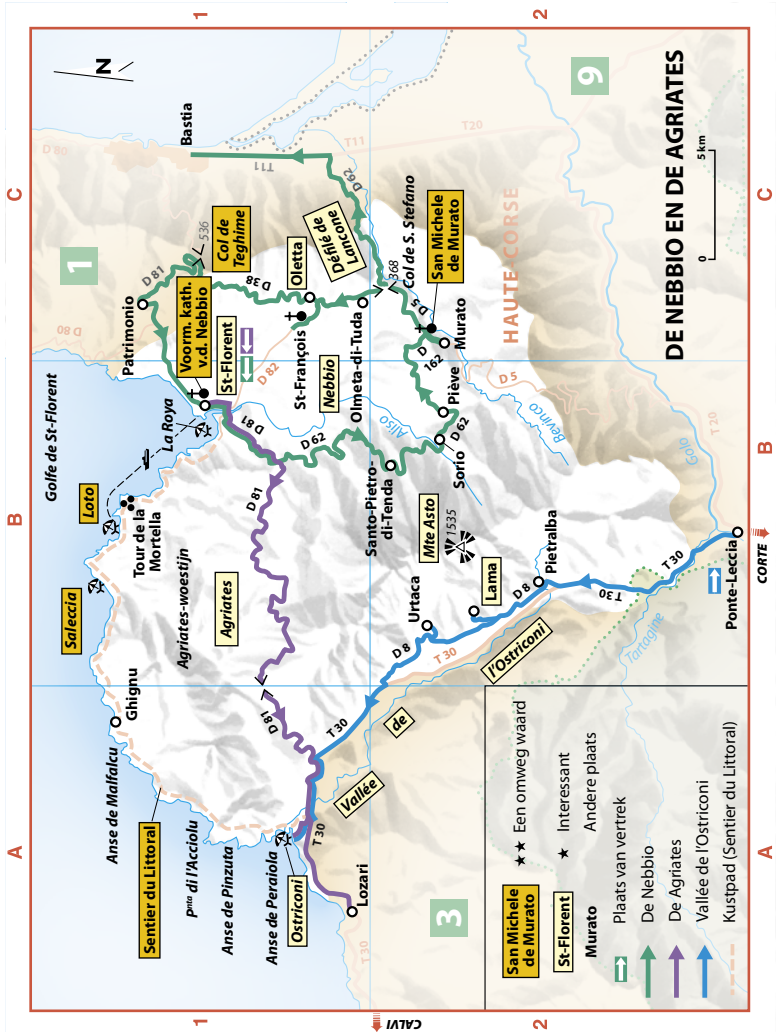 DE NEBBIO EN DE AGRIATES
N
0
5 km
A
B
C
A
B
C
1
2
1
2
1
3
9
Golfe de St-Florent
Loto
La Roya
Saleccia
Tour de la
Mortella
Ghignu
Anse de Malfalcu
Sentier du Littoral
Pnta di l'Acciolu
Anse de Pinzuta
Anse de Peraiola
Ostriconi
Lozari
Agriates-woestijn
Agriates
Patrimonio
Voorm. kath.
v.d. Nebbio
St-Florent
Col de
Teghime
536
Bastia
Oletta
St-François
Nebbio
Olmeta-di-Tuda
Défilé de
Lancone
Col de S. Stefano
368
San Michele
de Murato
Murato
Piève
Sorio
Santo-Pietro-
di-Tenda
Mte Asto
1535
Urtaca
Lama
Pietralba
Ponte-Leccia
Vallée
de
l'Ostriconi
HAUTE-CORSE
Aliso
Bevinco
Golo
Tartagine
CORTE
CALVI
D 80
D 80
D 81
D 81
D 81
D 81
D 38
D 82
D 62
D 62
D 62
D 5
D 5
D
162
D 8
D 8
T 11
T 11
T 20
T 20
T 30
T 30
T 30
T 30
T 30
T 30
San Michele
de Murato
★★ Een omweg waard
St-Florent
★ Interessant
Murato
Andere plaats
Plaats van vertrek
De Nebbio
De Agriates
Vallée de l'Ostriconi
Kustpad (Sentier du Littoral)